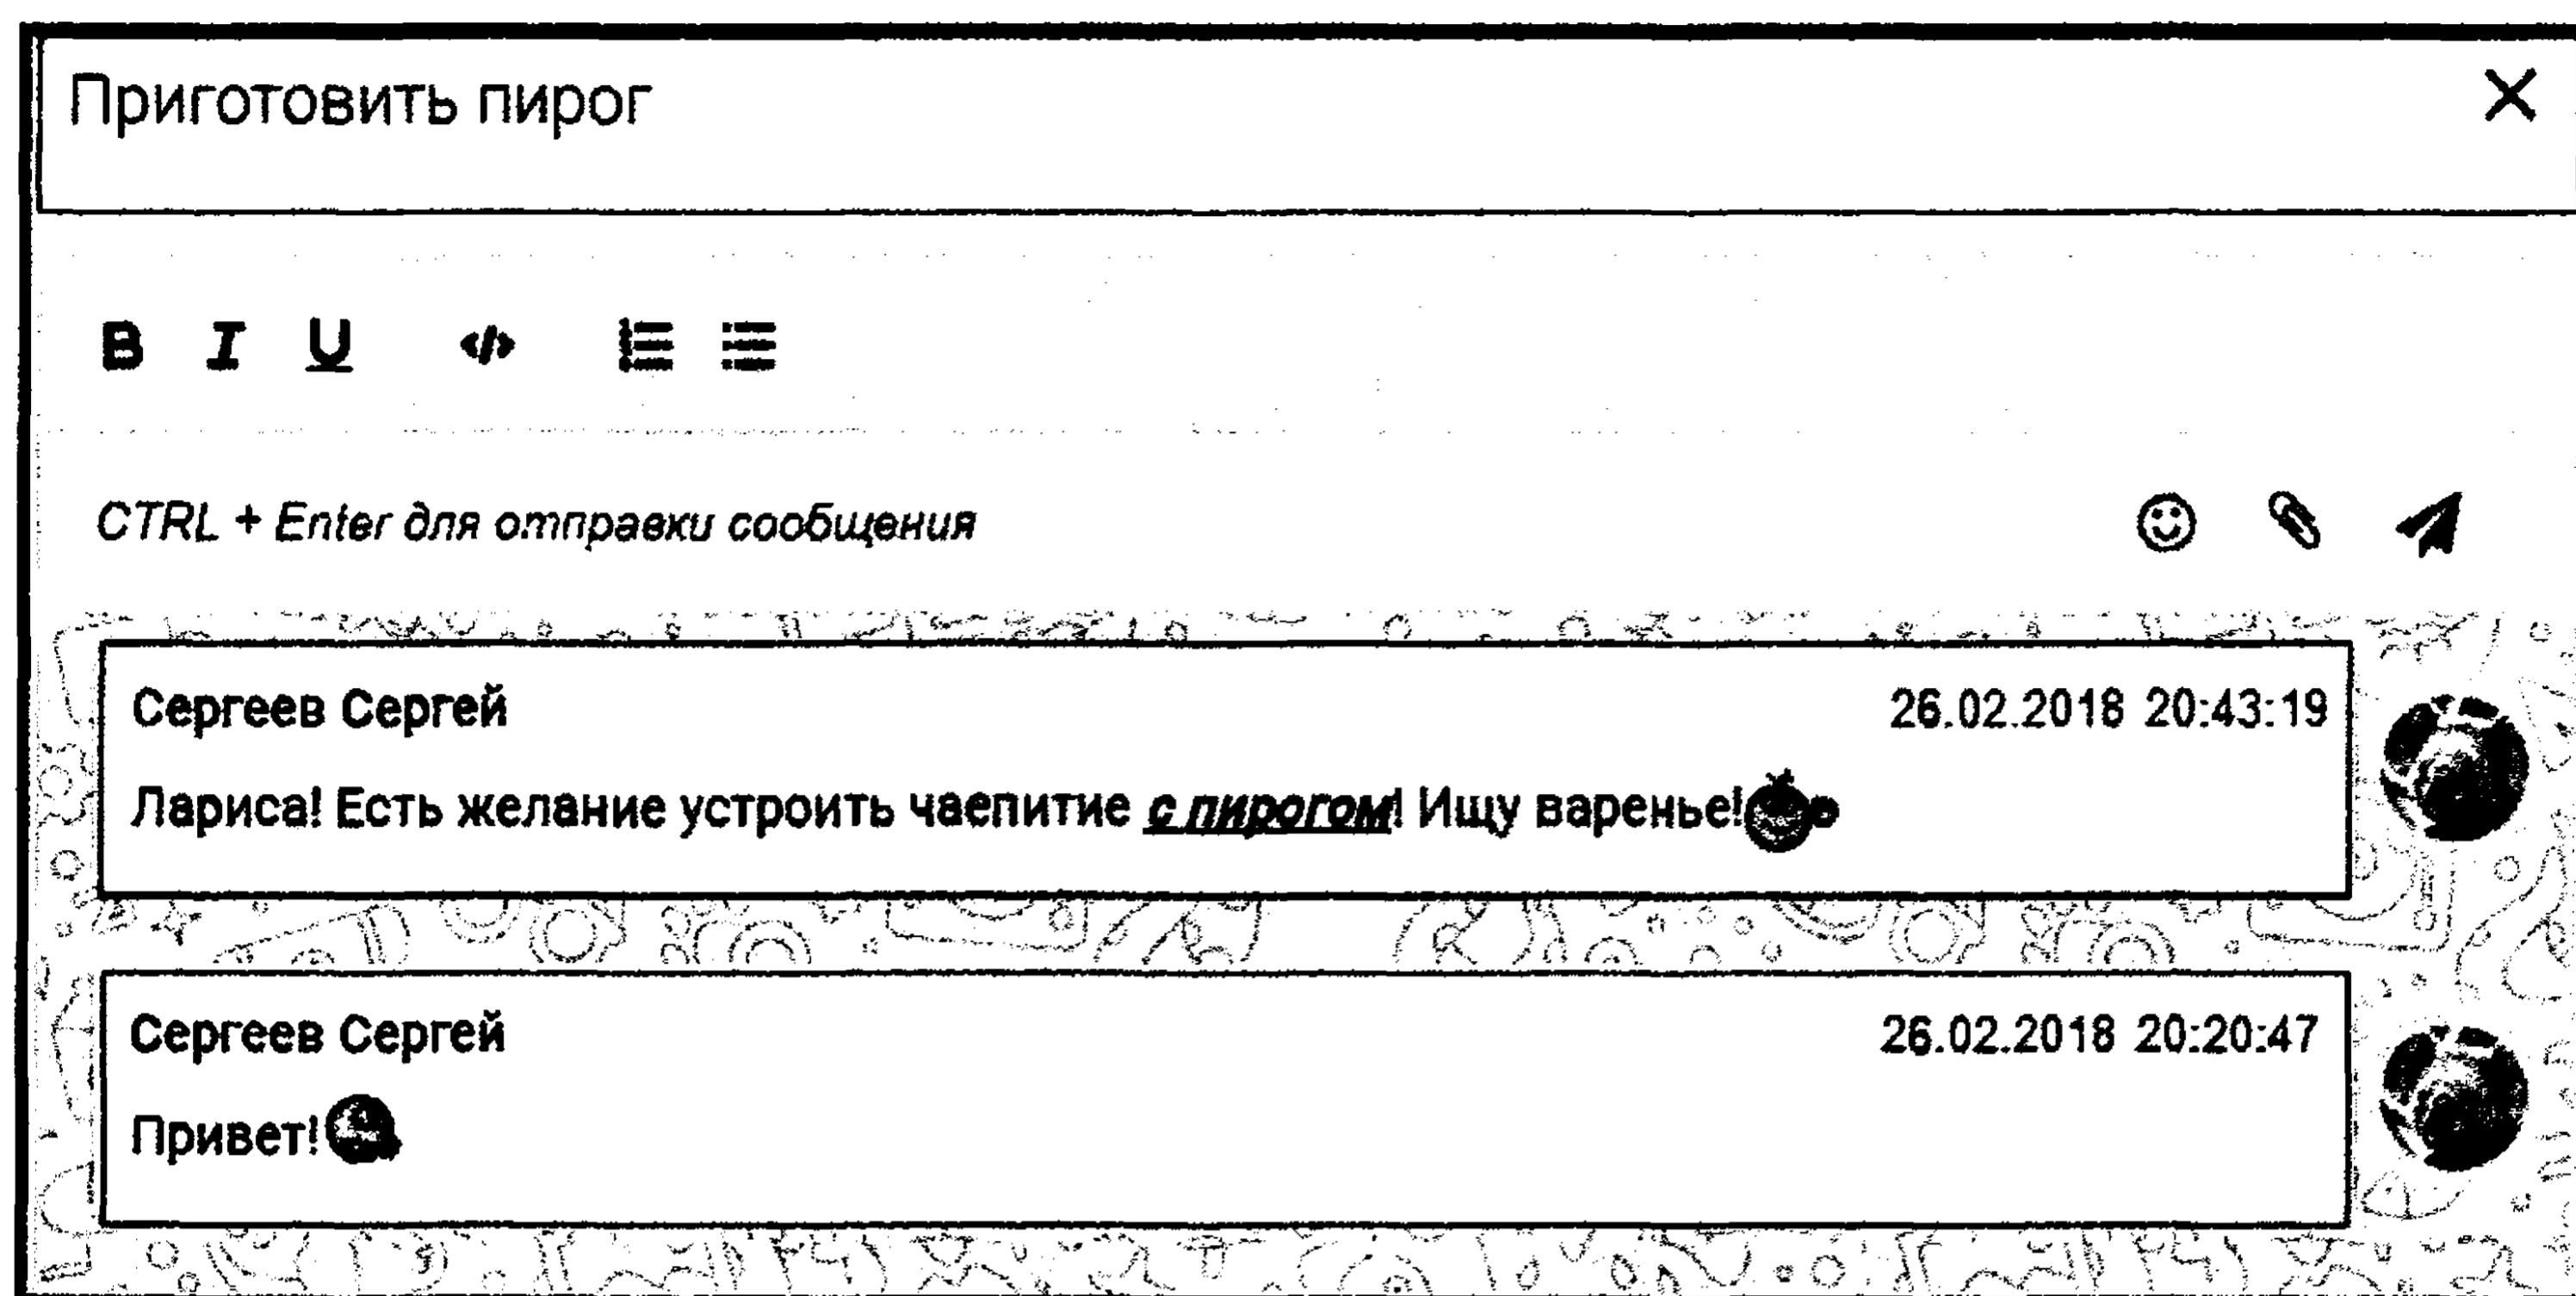 Приготовить пирог
B I U
CTRL + Enter для отправки сообщения
Сергеев Сергей 26.02.2018 20:43:19
Лариса! Есть желание устроить чаепитие с пирогом! Ищу варенье!
Сергеев Сергей 26.02.2018 20:20:47
Привет!